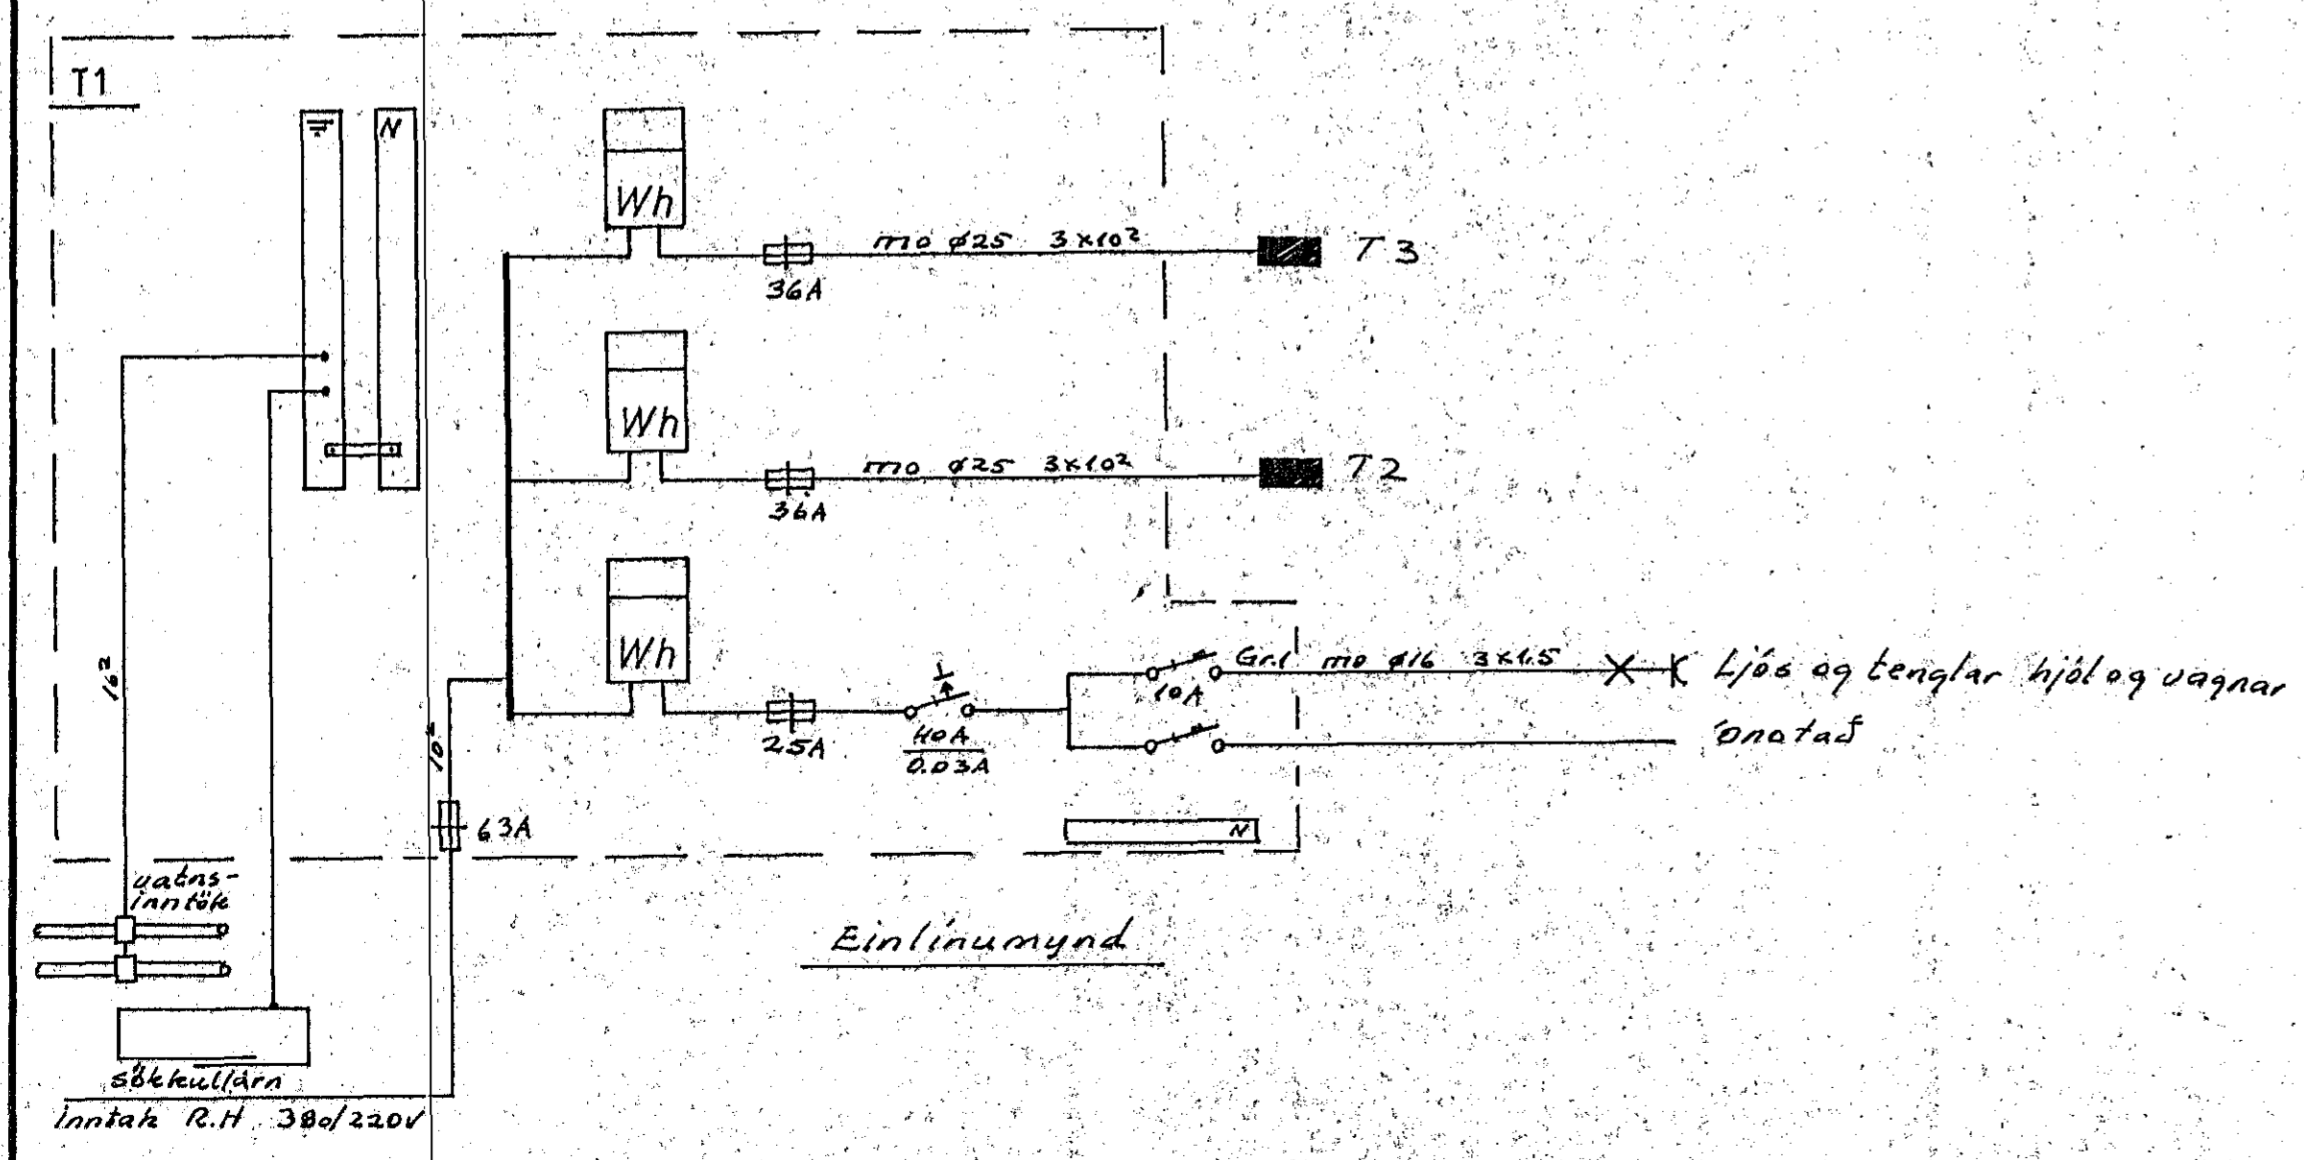 T1
N
Wh
mo ø25 3x10²
T3
36A
Wh
mo ø25 3x10²
T2
36A
Wh
16²
10²
25A
40A
0.03A
10A
Gr.1 mo ø16 3x1.5
Ljós og tenglar hjól og vagnar
ónotað
63A
N
vatns-
inntök
Einlínumynd
sökkuljárn
inntak R.H 380/220V